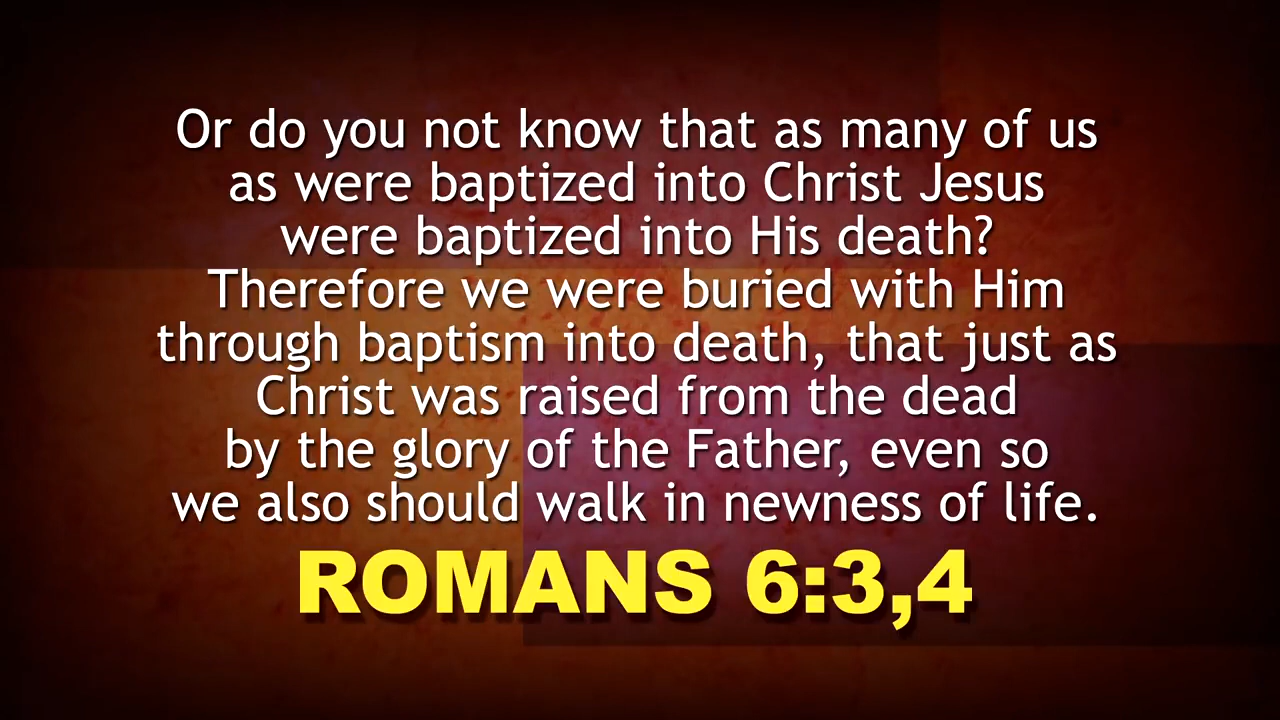 Or do you not know that as many of us
as were baptized into Christ Jesus
were baptized into His death?
Therefore we were buried with Him
through baptism into death, that just as
Christ was raised from the dead
by the glory of the Father, even so
we also should walk in newness of life.
ROMANS 6:3,4